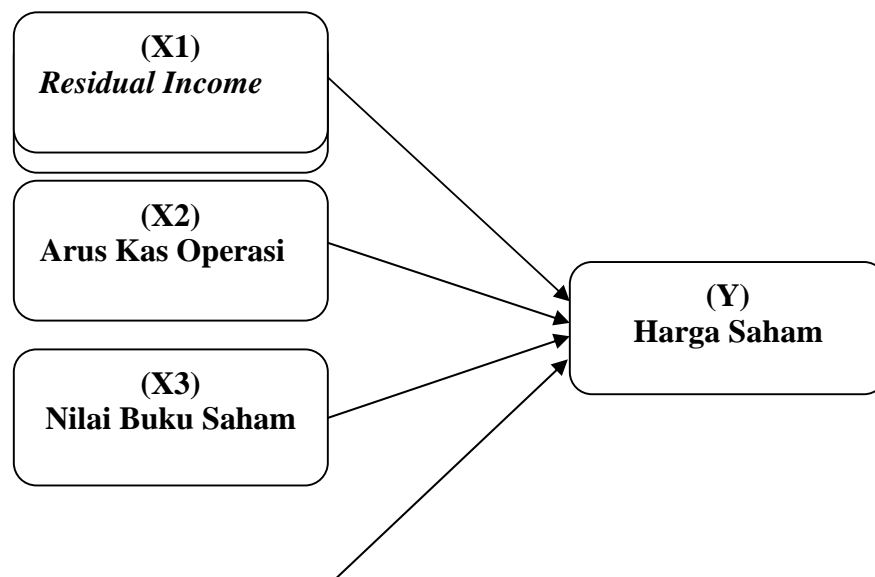 (X1)
Residual Income
(X2)
Arus Kas Operasi
(X3)
Nilai Buku Saham
(Y)
Harga Saham